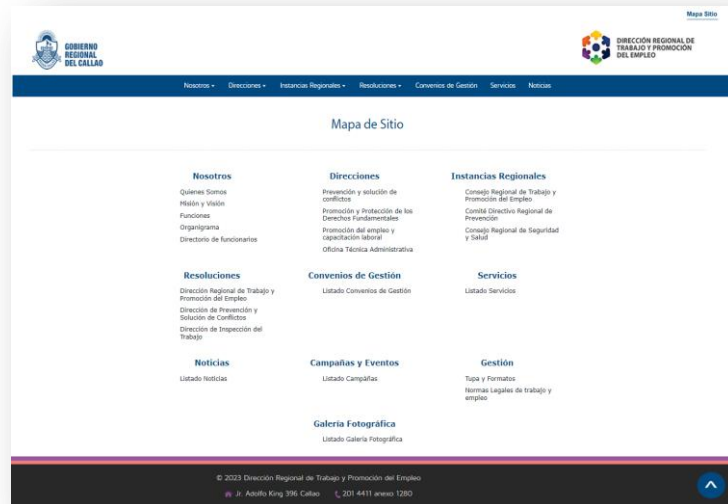 Mapa Sitio
GOBIERNO
REGIONAL
DEL CALLAO
DIRECCIÓN REGIONAL DE
TRABAJO Y PROMOCIÓN
DEL EMPLEO
Nosotros Direcciones Instancias Regionales Resoluciones Convenios de Gestión Servicios Noticias
Mapa de Sitio
Nosotros
Quienes Somos
Misión y Visión
Funciones
Organigrama
Directorio de funcionarios
Direcciones
Prevención y solución de
conflictos
Promoción y Protección de los
Derechos Fundamentales
Promoción del empleo y
capacitación laboral
Oficina Técnica Administrativa
Instancias Regionales
Consejo Regional de Trabajo y
Promoción del Empleo
Comité Directivo Regional de
Prevención
Consejo Regional de Seguridad
y Salud
Resoluciones
Dirección Regional de Trabajo y
Promoción del Empleo
Dirección de Prevención y
Solución de Conflictos
Dirección de Inspección del
Trabajo
Convenios de Gestión
Listado Convenios de Gestión
Servicios
Listado Servicios
Noticias
Listado Noticias
Campañas y Eventos
Listado Campañas
Gestión
Tupa y Formatos
Normas Legales de trabajo y
empleo
Galería Fotográfica
Listado Galería Fotográfica
© 2023 Dirección Regional de Trabajo y Promoción del Empleo
Jr. Adolfo King 396 Callao 201 4411 anexo 1280